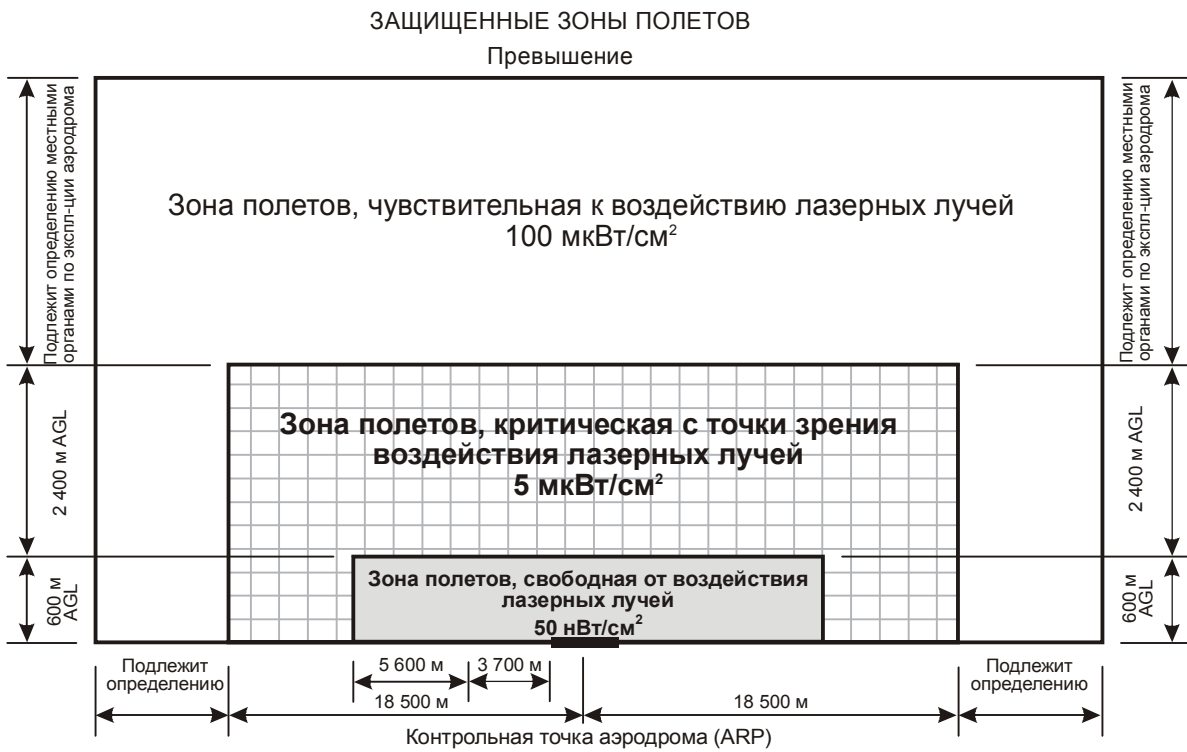 ЗАЩИЩЕННЫЕ ЗОНЫ ПОЛЕТОВ
Превышение
Подлежит определению местными
органами по экспл-ции аэродрома
Зона полетов, чувствительная к воздействию лазерных лучей
100 мкВт/см²
Подлежит определению местными
органами по экспл-ции аэродрома
2 400 м AGL
Зона полетов, критическая с точки зрения
воздействия лазерных лучей
5 мкВт/см²
2 400 м AGL
600 м
AGL
Зона полетов, свободная от воздействия
лазерных лучей
50 нВт/см²
600 м
AGL
Подлежит
определению
5 600 м
3 700 м
Подлежит
определению
18 500 м
18 500 м
Контрольная точка аэродрома (ARP)